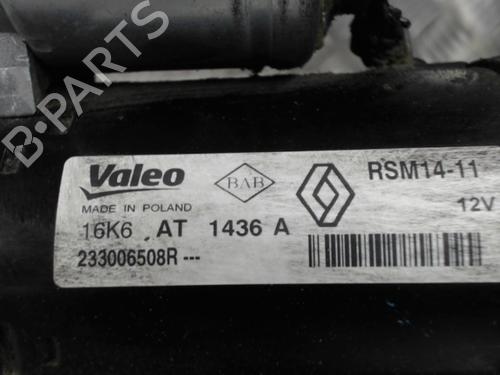 Valeo
BAB
RSM14-11
MADE IN POLAND
12V
16K6 AT 1436 A
233006508R ---
B-PARTS